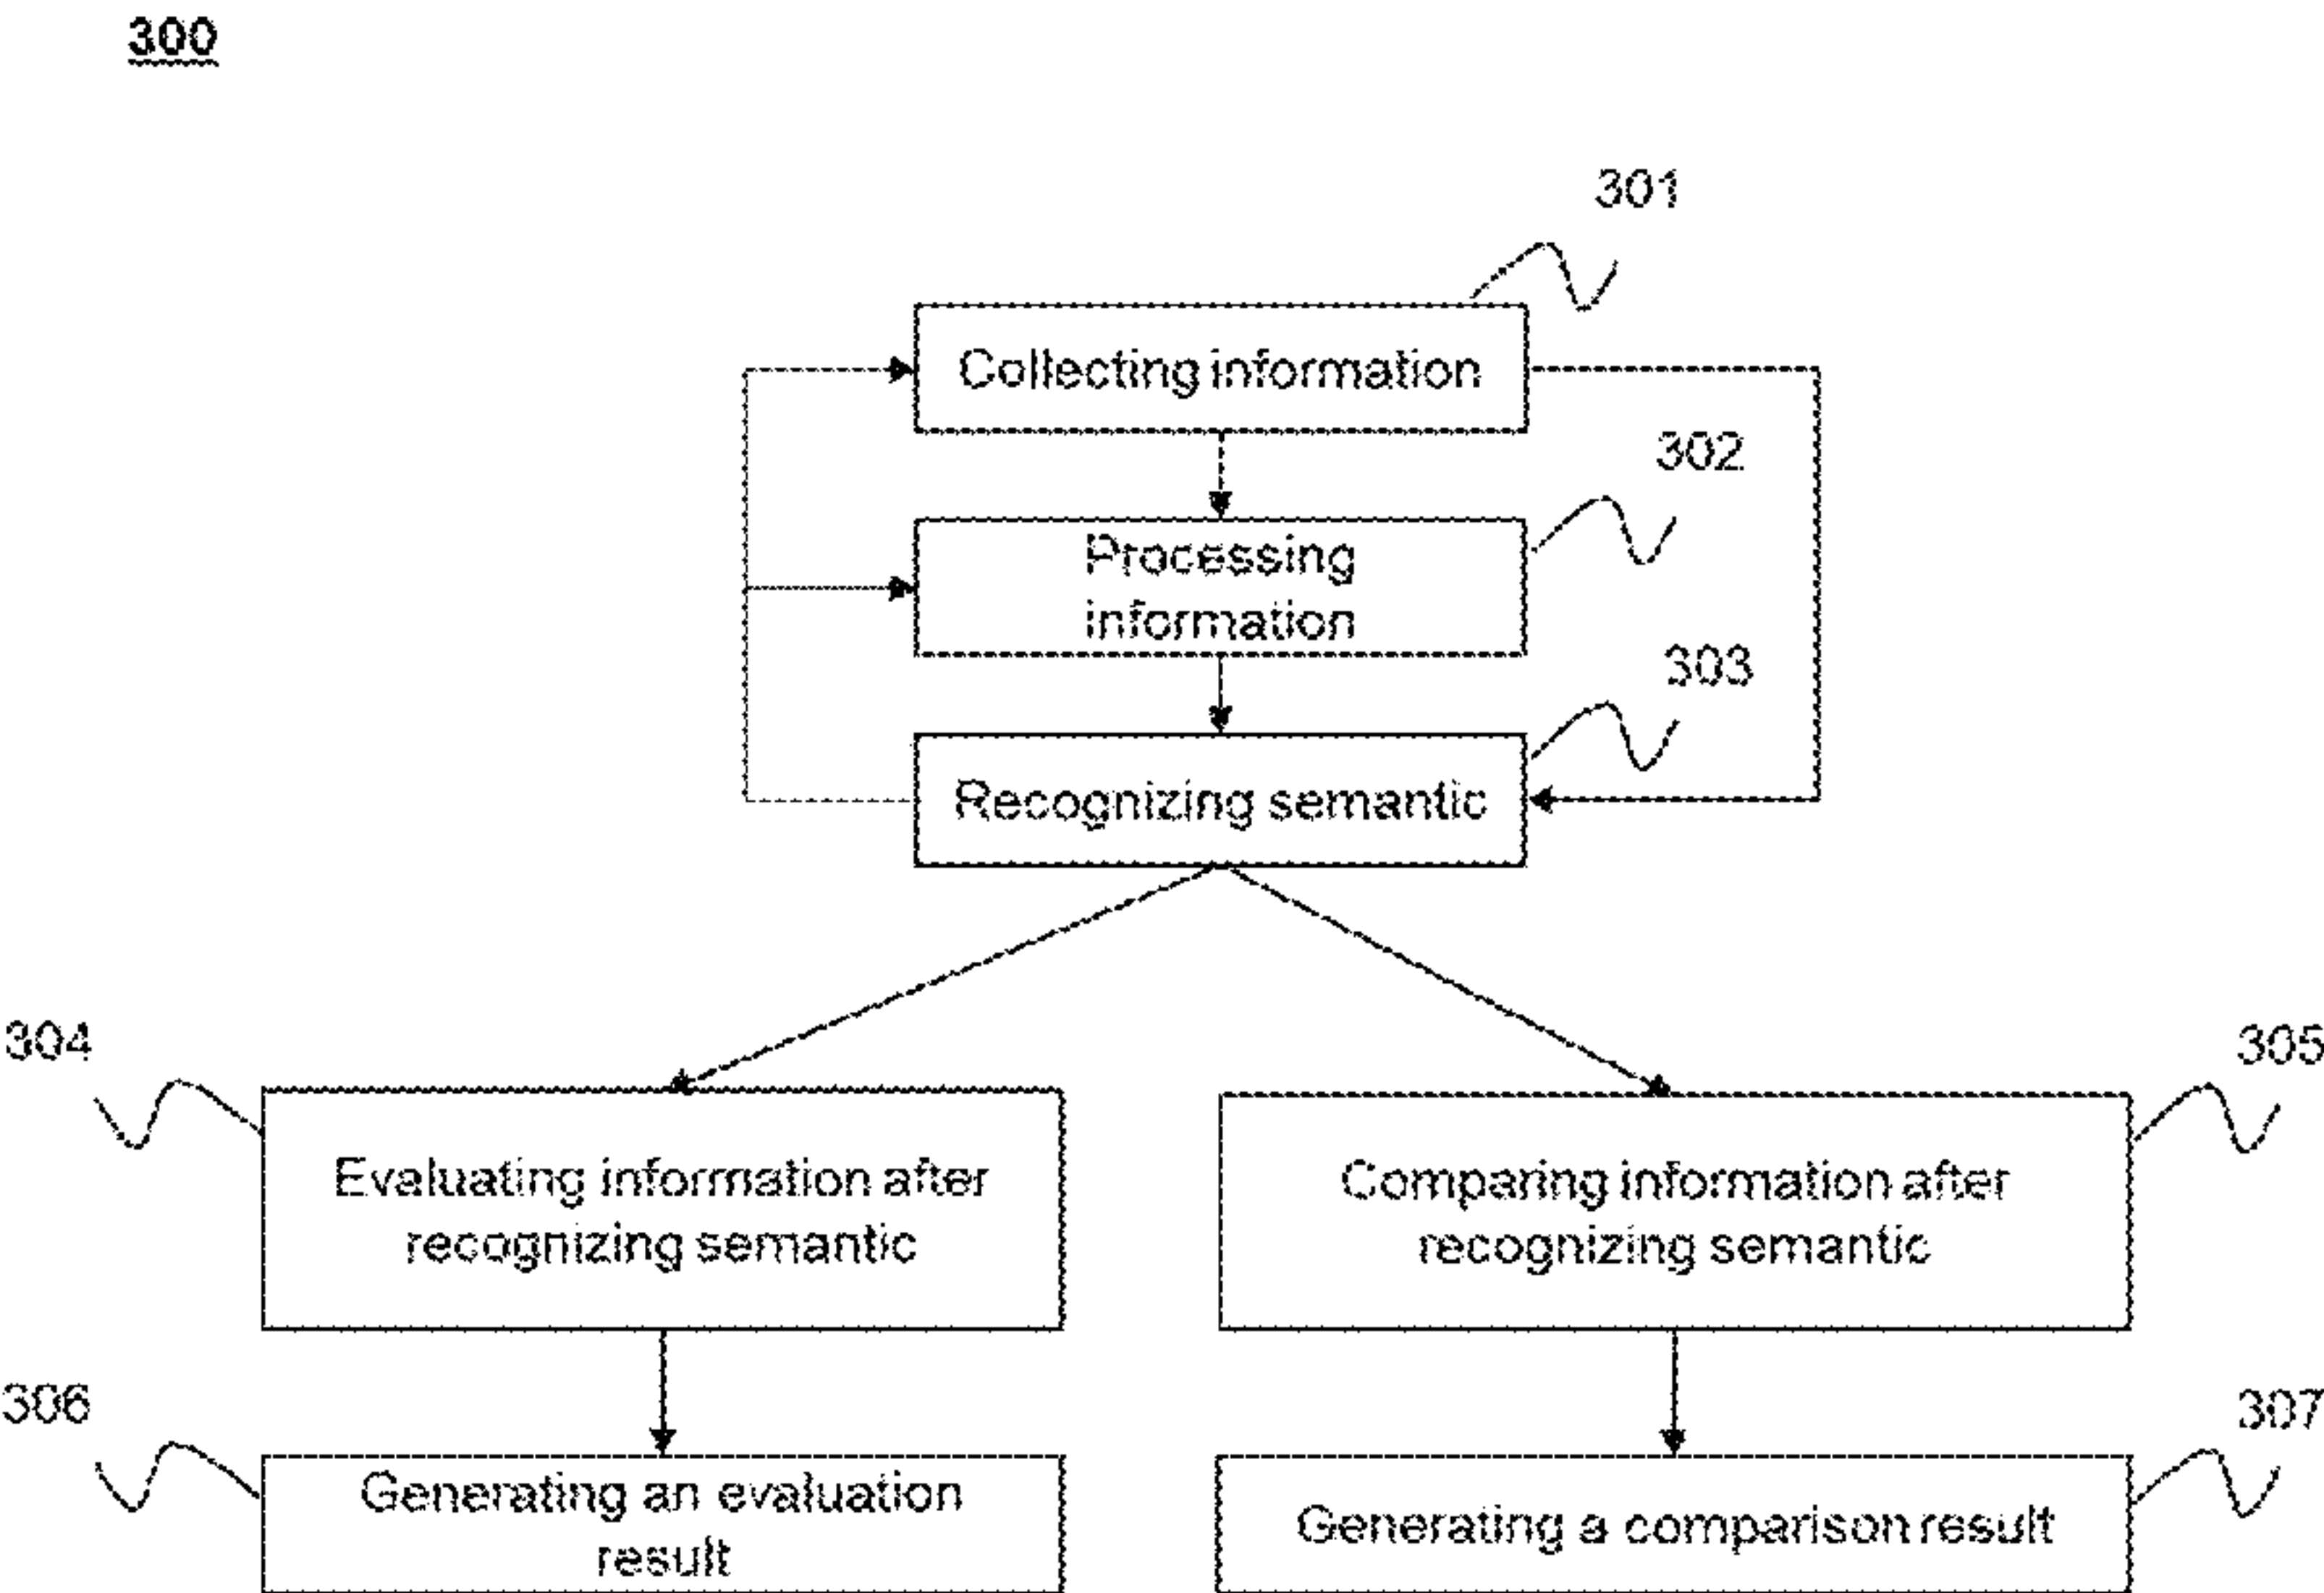 300
301
Collecting information
302
Processing
information
303
Recognizing semantic
304
305
Evaluating information after
recognizing semantic
Comparing information after
recognizing semantic
306
307
Generating an evaluation
result
Generating a comparison result